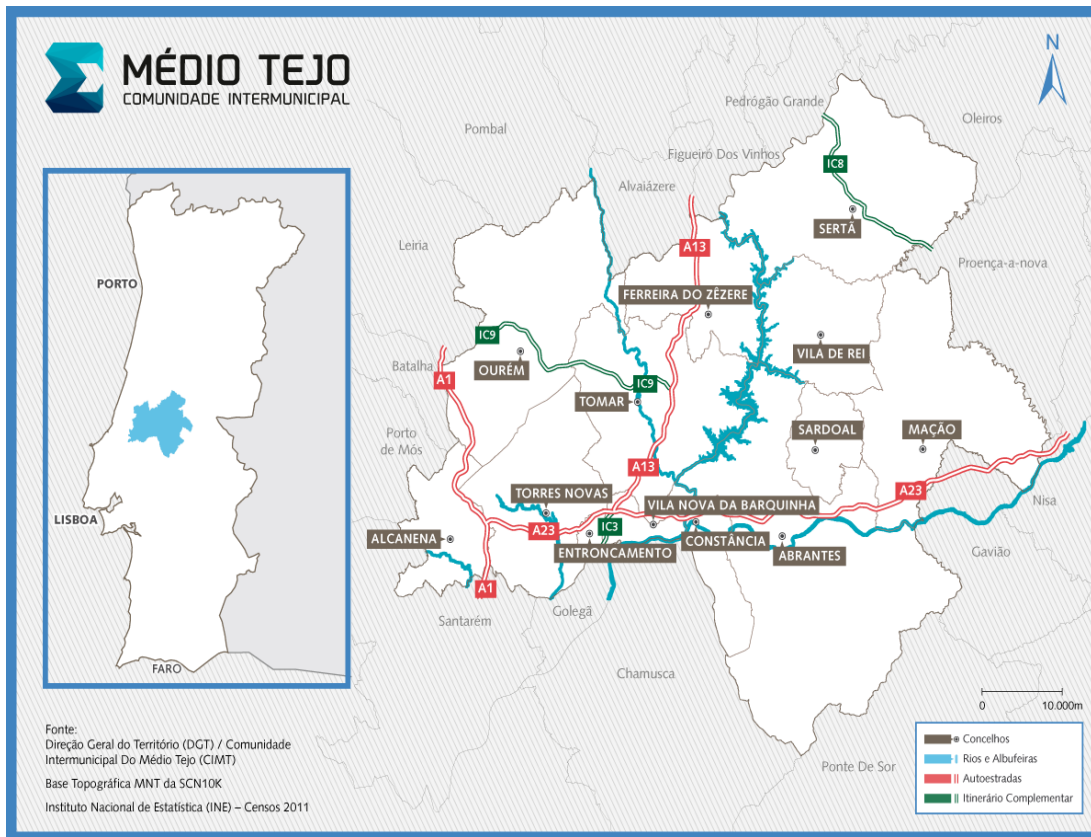 MÉDIO TEJO
COMUNIDADE INTERMUNICIPAL
N
Pedrógão Grande
Oleiros
Pombal
IC8
Figueiró Dos Vinhos
Alvaiázere
SERTÃ
Leiria
A13
Proença-a-nova
PORTO
FERREIRA DO ZÊZERE
IC9
VILA DE REI
OURÉM
Batalha
A1
IC9
TOMAR
Porto
de Mós
SARDOAL
MAÇÃO
A13
A23
TORRES NOVAS
VILA NOVA DA BARQUINHA
Nisa
LISBOA
A23
IC3
ALCANENA
CONSTÂNCIA
ENTRONCAMENTO
ABRANTES
Gavião
A1
Golegã
Santarém
Chamusca
FARO
0
10.000m
Fonte:
Direção Geral do Território (DGT) / Comunidade
Intermunicipal Do Médio Tejo (CIMT)
Base Topográfica MNT da SCN10K
Instituto Nacional de Estatística (INE) – Censos 2011
Ponte De Sor
Concelhos
Rios e Albufeiras
Autoestradas
Itinerário Complementar